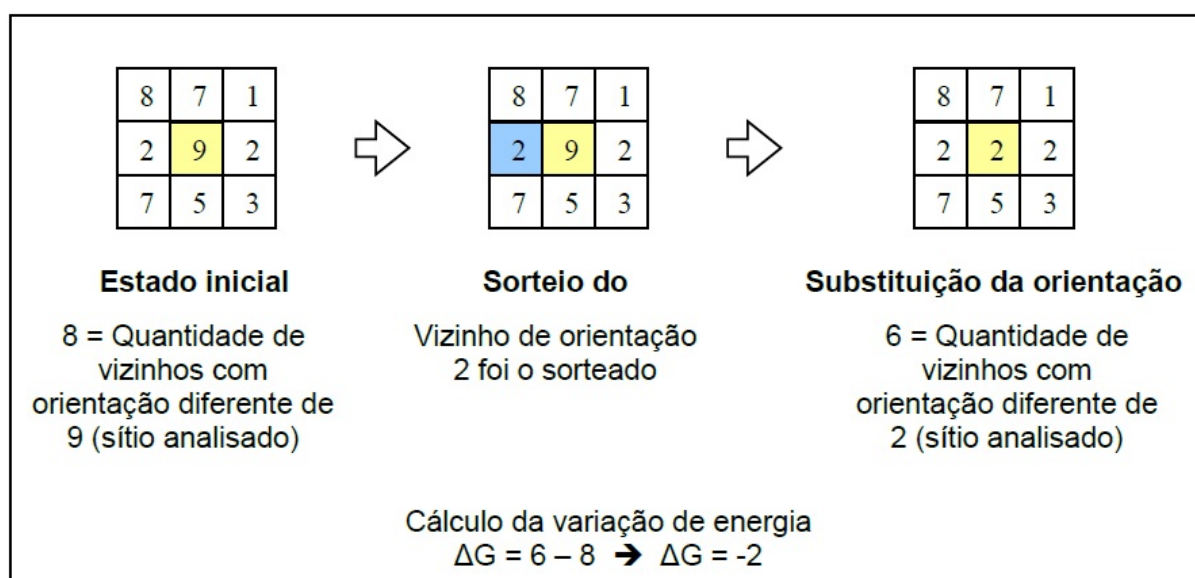 8 7 1
2 9 2
7 5 3
8 7 1
2 9 2
7 5 3
8 7 1
2 2 2
7 5 3
Estado inicial
8 = Quantidade de
vizinhos com
orientação diferente de
9 (sítio analisado)
Sorteio do
Vizinho de orientação
2 foi o sorteado
Substituição da orientação
6 = Quantidade de
vizinhos com
orientação diferente de
2 (sítio analisado)
Cálculo da variação de energia
ΔG = 6 – 8 ➔ ΔG = -2